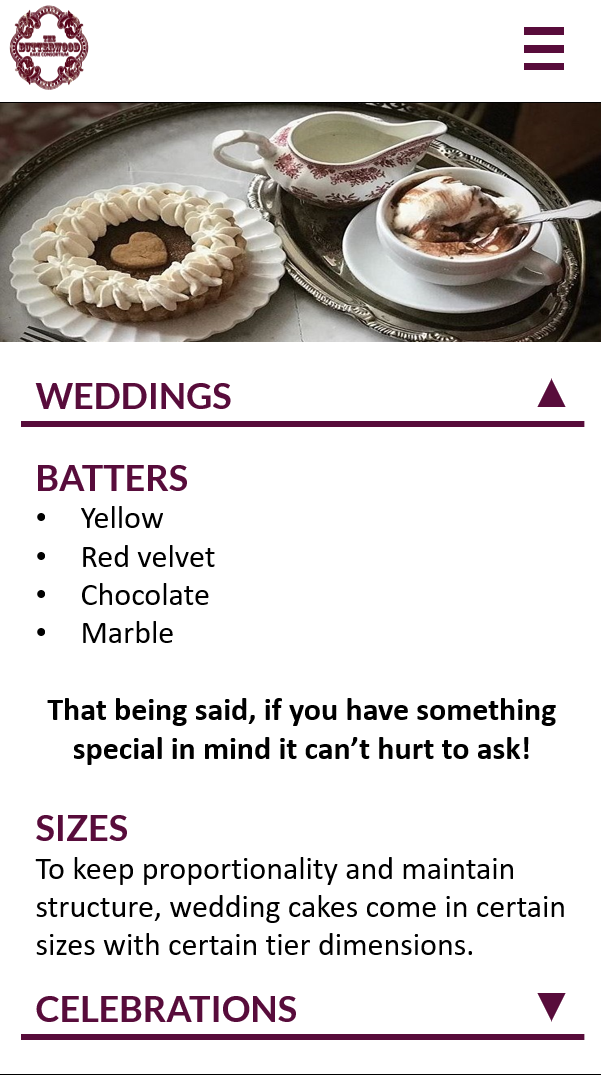 THE
BUTTERWOOD
BAKE CONSORTIUM
WEDDINGS ▲
BATTERS
• Yellow
• Red velvet
• Chocolate
• Marble
That being said, if you have something
special in mind it can’t hurt to ask!
SIZES
To keep proportionality and maintain
structure, wedding cakes come in certain
sizes with certain tier dimensions.
CELEBRATIONS ▼